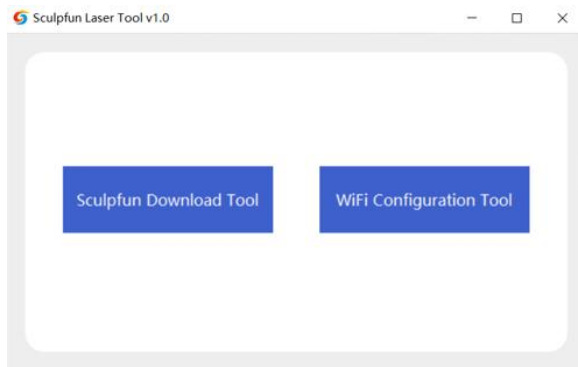 Sculpfun Laser Tool v1.0
Sculpfun Download Tool
WiFi Configuration Tool